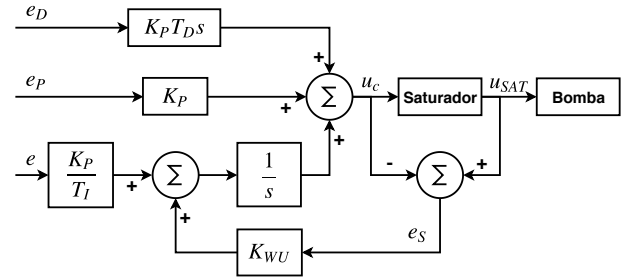 e_D
K_P T_D s
+
e_P
K_P
+
Σ
u_c
Saturador
u_SAT
Bomba
+
e
K_P
T_I
+
Σ
1
s
-
Σ
+
+
K_WU
e_S